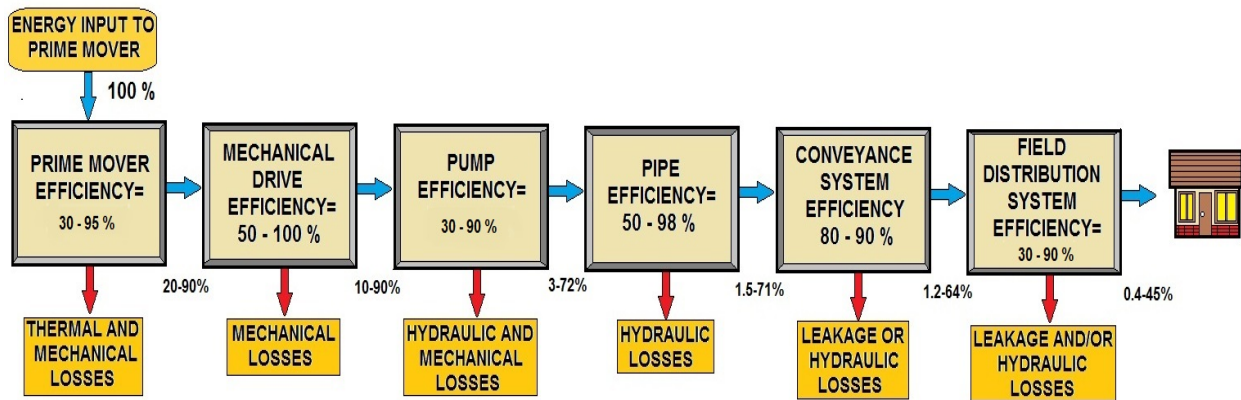 ENERGY INPUT TO
PRIME MOVER
100 %
PRIME MOVER
EFFICIENCY=
30 - 95 %
MECHANICAL
DRIVE
EFFICIENCY=
50 - 100 %
PUMP
EFFICIENCY=
30 - 90 %
PIPE
EFFICIENCY=
50 - 98 %
CONVEYANCE
SYSTEM
EFFICIENCY
80 - 90 %
FIELD
DISTRIBUTION
SYSTEM
EFFICIENCY=
30 - 90 %
20-90%
10-90%
3-72%
1.5-71%
1.2-64%
0.4-45%
THERMAL AND
MECHANICAL
LOSSES
MECHANICAL
LOSSES
HYDRAULIC AND
MECHANICAL
LOSSES
HYDRAULIC
LOSSES
LEAKAGE OR
HYDRAULIC
LOSSES
LEAKAGE AND/OR
HYDRAULIC
LOSSES